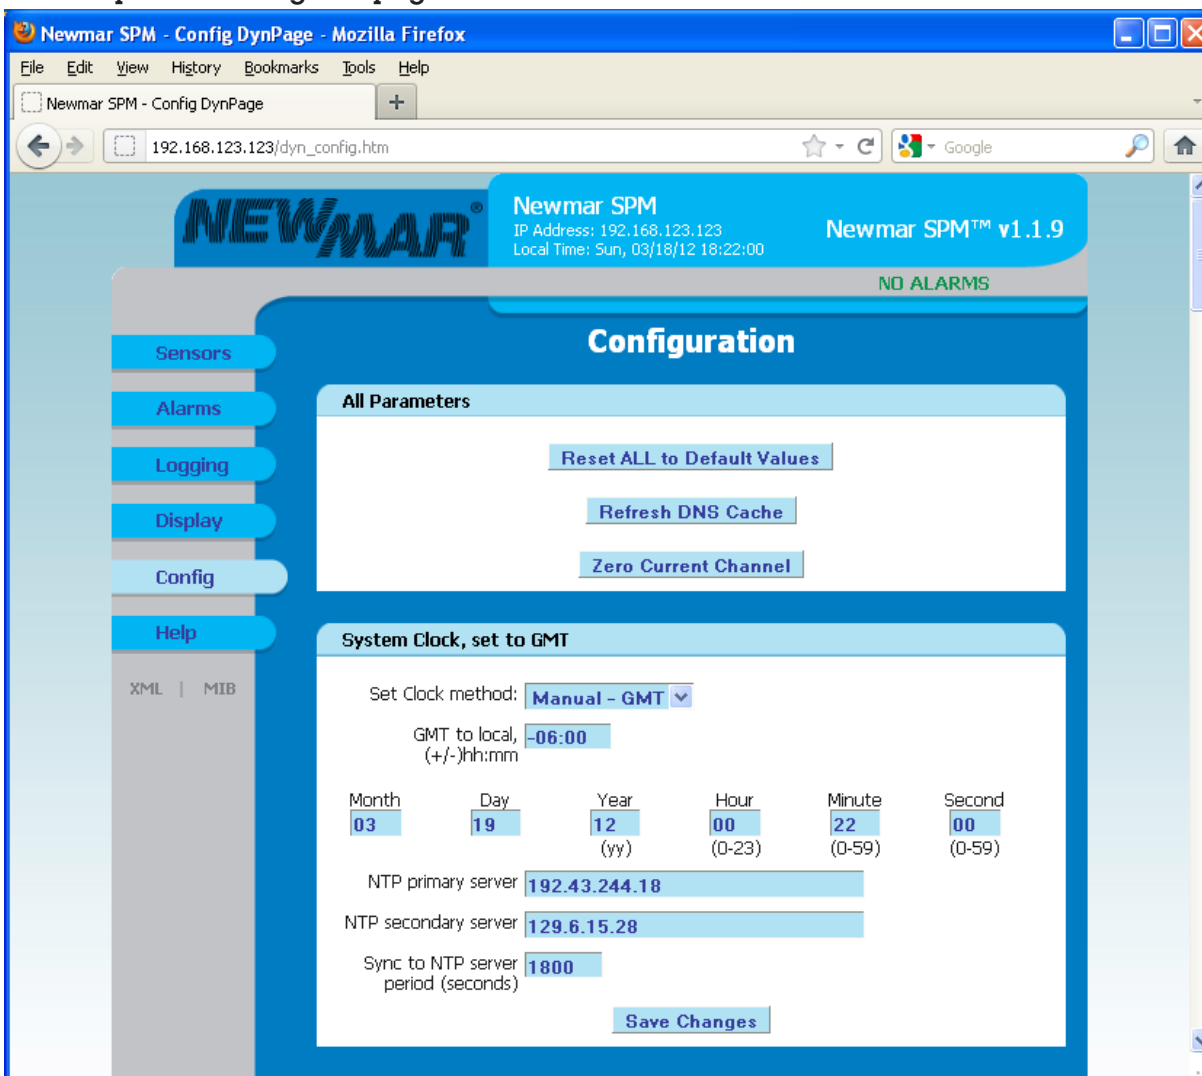 Newmar SPM - Config DynPage - Mozilla Firefox
File Edit View History Bookmarks Tools Help
Newmar SPM - Config DynPage +
192.168.123.123/dyn_config.htm Google
NEWMAR®
Newmar SPM
IP Address: 192.168.123.123
Local Time: Sun, 03/18/12 18:22:00
Newmar SPM™ v1.1.9
NO ALARMS
Configuration
Sensors
Alarms
Logging
Display
Config
Help
XML | MIB
All Parameters
Reset ALL to Default Values
Refresh DNS Cache
Zero Current Channel
System Clock, set to GMT
Set Clock method: Manual - GMT
GMT to local, -06:00
(+/-)hh:mm
Month Day Year Hour Minute Second
03 19 12 00 22 00
(yy) (0-23) (0-59) (0-59)
NTP primary server 192.43.244.18
NTP secondary server 129.6.15.28
Sync to NTP server 1800
period (seconds)
Save Changes